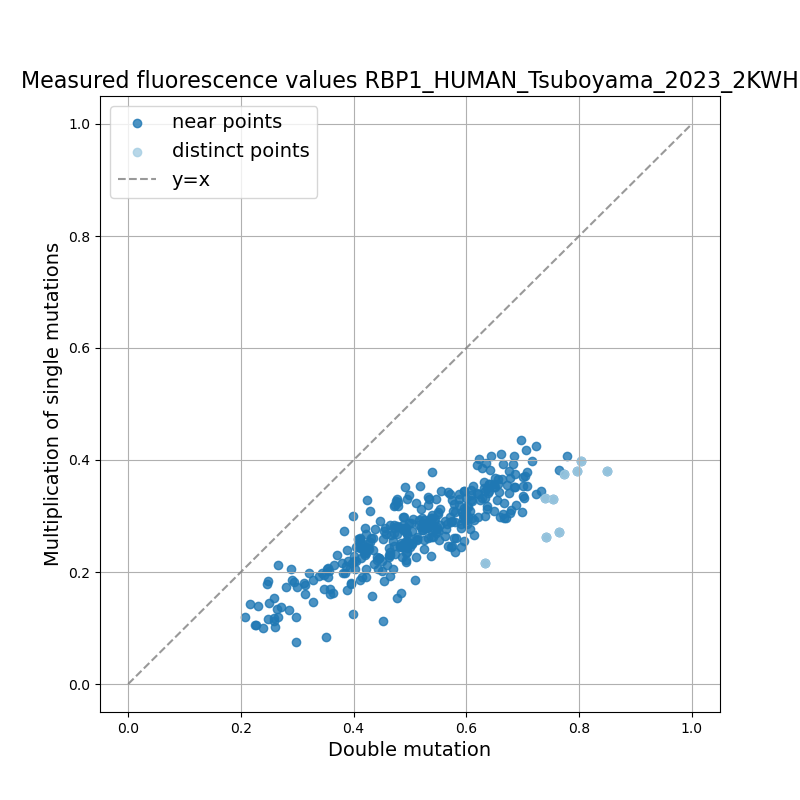 Measured fluorescence values RBP1_HUMAN_Tsuboyama_2023_2KWH
near points
distinct points
y=x
Multiplication of single mutations
1.0
0.8
0.6
0.4
0.2
0.0
0.0 0.2 0.4 0.6 0.8 1.0
Double mutation